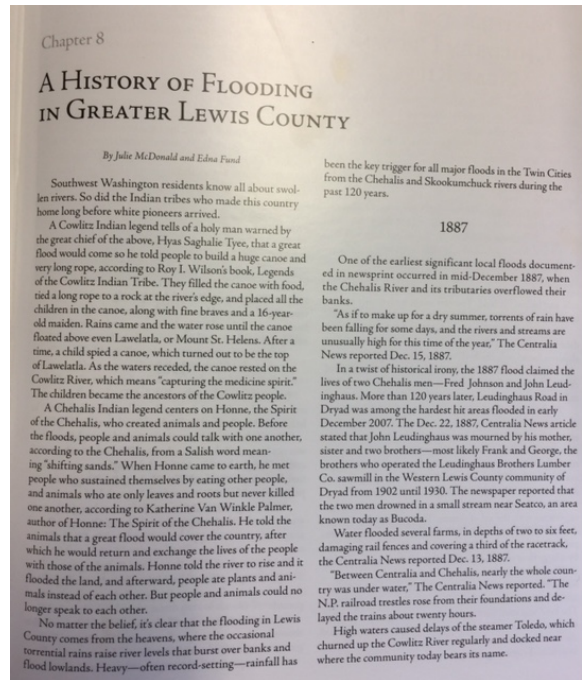 Chapter 8
A HISTORY OF FLOODING
IN GREATER LEWIS COUNTY
By Julie McDonald and Edna Fund
Southwest Washington residents know all about swol-
len rivers. So did the Indian tribes who made this country
home long before white pioneers arrived.
A Cowlitz Indian legend tells of a holy man warned by
the great chief of the above, Hyas Saghalie Tyee, that a great
flood would come so he told people to build a huge canoe and
very long rope, according to Roy I. Wilson's book, Legends
of the Cowlitz Indian Tribe. They filled the canoe with food,
tied a long rope to a rock at the river's edge, and placed all the
children in the canoe, along with fine braves and a 16-year-
old maiden. Rains came and the water rose until the canoe
floated above even Lawelatla, or Mount St. Helens. After a
time, a child spied a canoe, which turned out to be the top
of Lawelatla. As the waters receded, the canoe rested on the
Cowlitz River, which means "capturing the medicine spirit."
The children became the ancestors of the Cowlitz people.
A Chehalis Indian legend centers on Honne, the Spirit
of the Chehalis, who created animals and people. Before
the floods, people and animals could talk with one another,
according to the Chehalis, from a Salish word mean-
ing "shifting sands." When Honne came to earth, he met
people who sustained themselves by eating other people,
and animals who ate only leaves and roots but never killed
one another, according to Katherine Van Winkle Palmer,
author of Honne: The Spirit of the Chehalis. He told the
animals that a great flood would cover the country, after
which he would return and exchange the lives of the people
with those of the animals. Honne told the river to rise and it
flooded the land, and afterward, people ate plants and ani-
mals instead of each other. But people and animals could no
longer speak to each other.
No matter the belief, it's clear that the flooding in Lewis
County comes from the heavens, where the occasional
torrential rains raise river levels that burst over banks and
flood lowlands. Heavy—often record-setting—rainfall has
been the key trigger for all major floods in the Twin Cities
from the Chehalis and Skookumchuck rivers during the
past 120 years.
1887
One of the earliest significant local floods document-
ed in newsprint occurred in mid-December 1887, when
the Chehalis River and its tributaries overflowed their
banks.
"As if to make up for a dry summer, torrents of rain have
been falling for some days, and the rivers and streams are
unusually high for this time of the year," The Centralia
News reported Dec. 15, 1887.
In a twist of historical irony, the 1887 flood claimed the
lives of two Chehalis men—Fred Johnson and John Leud-
inghaus. More than 120 years later, Leudinghaus Road in
Dryad was among the hardest hit areas flooded in early
December 2007. The Dec. 22, 1887, Centralia News article
stated that John Leudinghaus was mourned by his mother,
sister and two brothers—most likely Frank and George, the
brothers who operated the Leudinghaus Brothers Lumber
Co. sawmill in the Western Lewis County community of
Dryad from 1902 until 1930. The newspaper reported that
the two men drowned in a small stream near Seatco, an area
known today as Bucoda.
Water flooded several farms, in depths of two to six feet,
damaging rail fences and covering a third of the racetrack,
the Centralia News reported Dec. 13, 1887.
"Between Centralia and Chehalis, nearly the whole coun-
try was under water," The Centralia News reported. "The
N.P. railroad trestles rose from their foundations and de-
layed the trains about twenty hours.
High waters caused delays of the steamer Toledo, which
churned up the Cowlitz River regularly and docked near
where the community today bears its name.